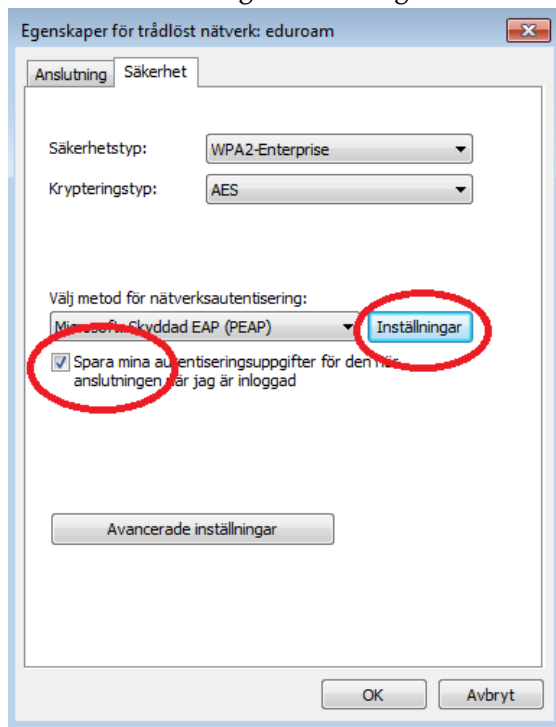 Egenskaper för trådlöst nätverk: eduroam
Anslutning Säkerhet
Säkerhetstyp: WPA2-Enterprise
Krypteringstyp: AES
Välj metod för nätverksautentisering:
Microsoft: Skyddad EAP (PEAP) Inställningar
Spara mina autentiseringsuppgifter för den här
anslutningen när jag är inloggad
Avancerade inställningar
OK Avbryt